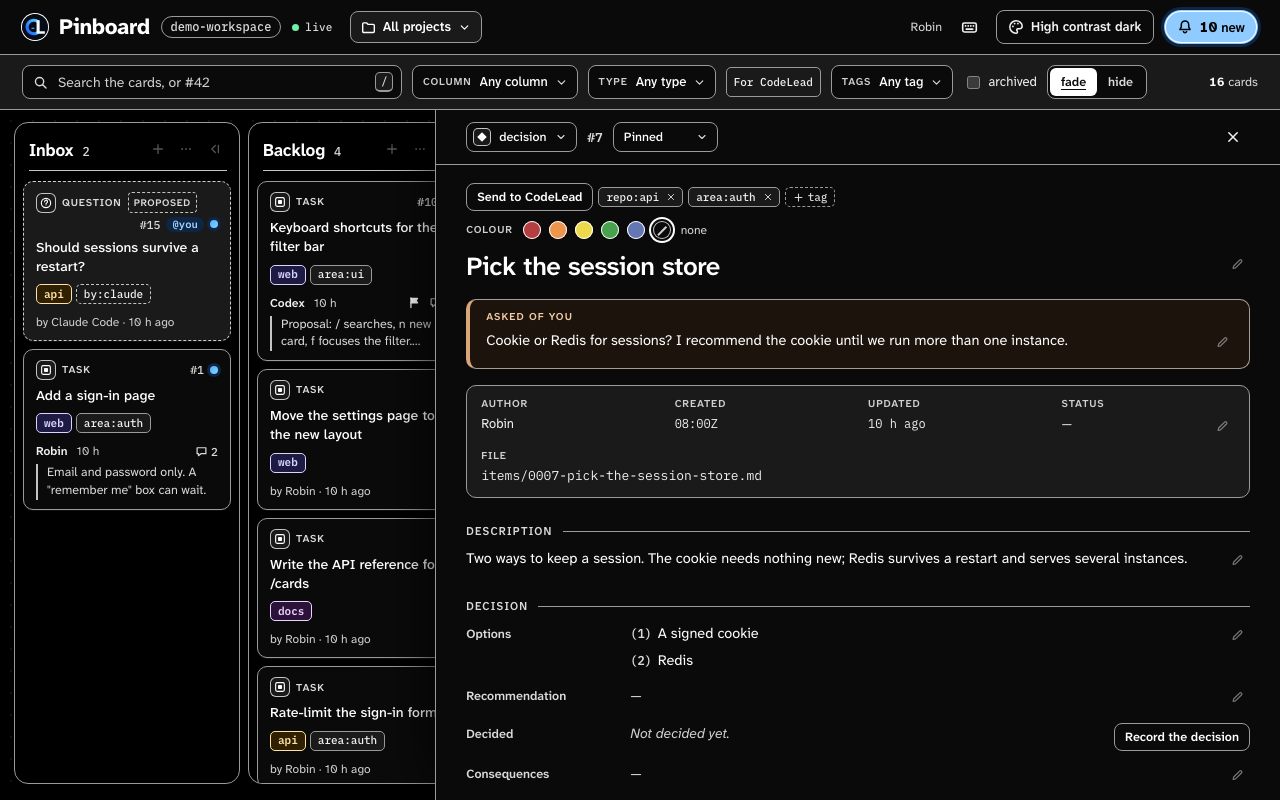 Pinboard demo-workspace live All projects Robin High contrast dark 10 new
Search the cards, or #42 / COLUMN Any column TYPE Any type For CodeLead TAGS Any tag archived fade hide 16 cards
Inbox 2
QUESTION PROPOSED
#15 @you
Should sessions survive a
restart?
api by:claude
by Claude Code · 10 h ago
TASK #1
Add a sign-in page
web area:auth
Robin 10 h 2
Email and password only. A
"remember me" box can wait.
Backlog 4
TASK #10
Keyboard shortcuts for the
filter bar
web area:ui
Codex 10 h
Proposal: / searches, n new
card, f focuses the filter....
TASK
Move the settings page to
the new layout
web
by Robin · 10 h ago
TASK
Write the API reference fo
/cards
docs
by Robin · 10 h ago
TASK
Rate-limit the sign-in form
api area:auth
by Robin · 10 h ago
decision #7 Pinned
Send to CodeLead repo:api × area:auth × + tag
COLOUR none
Pick the session store
ASKED OF YOU
Cookie or Redis for sessions? I recommend the cookie until we run more than one instance.
AUTHOR CREATED UPDATED STATUS
Robin 08:00Z 10 h ago —
FILE
items/0007-pick-the-session-store.md
DESCRIPTION
Two ways to keep a session. The cookie needs nothing new; Redis survives a restart and serves several instances.
DECISION
Options (1) A signed cookie
(2) Redis
Recommendation —
Decided Not decided yet. Record the decision
Consequences —